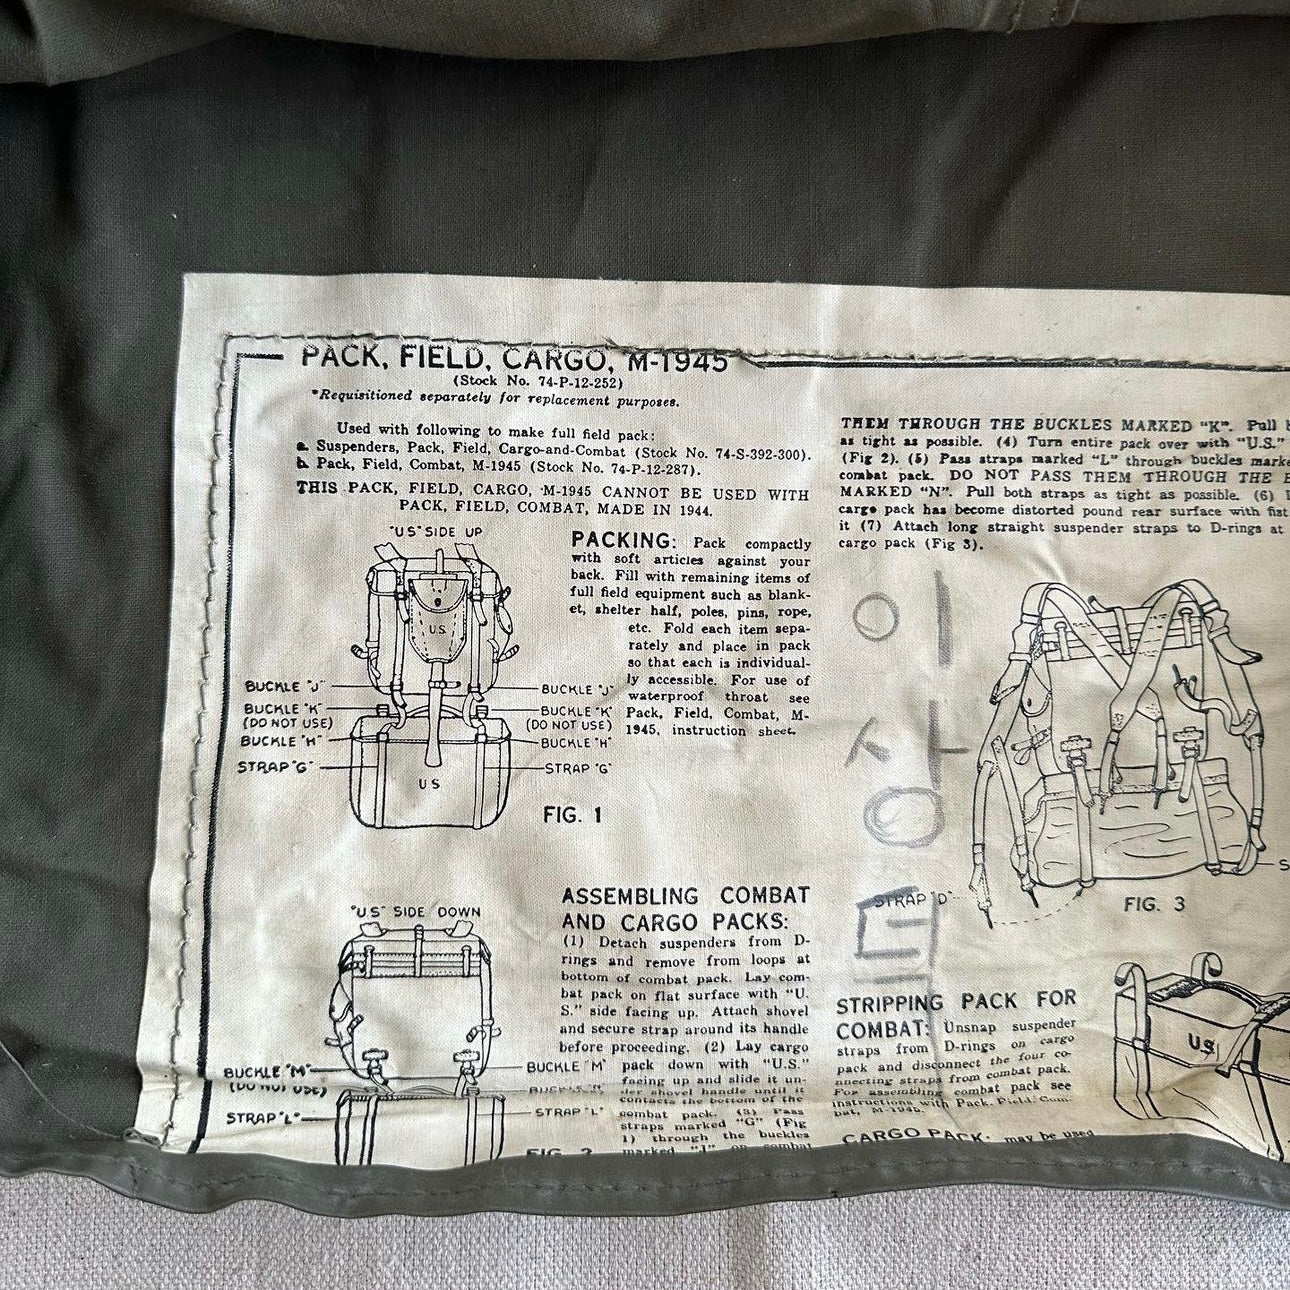 PACK, FIELD, CARGO, M-1945
(Stock No. 74-P-12-252)
*Requisitioned separately for replacement purposes.
Used with following to make full field pack:
a. Suspenders, Pack, Field, Cargo-and-Combat (Stock No. 74-S-392-300).
b. Pack, Field, Combat, M-1945 (Stock No. 74-P-12-287).
THIS PACK, FIELD, CARGO, M-1945 CANNOT BE USED WITH
PACK, FIELD, COMBAT, MADE IN 1944.
"US" SIDE UP
U.S.
BUCKLE "J"
BUCKLE "K"
(DO NOT USE)
BUCKLE "H"
STRAP "G"
BUCKLE "J"
BUCKLE "K"
(DO NOT USE)
BUCKLE "H"
STRAP "G"
U S
FIG. 1
PACKING: Pack compactly
with soft articles against your
back. Fill with remaining items of
full field equipment such as blank-
et, shelter half, poles, pins, rope,
etc. Fold each item sepa-
rately and place in pack
so that each is individual-
ly accessible. For use of
waterproof throat see
Pack, Field, Combat, M-
1945, instruction sheet.
"US" SIDE DOWN
BUCKLE "M"
(DO NOT USE)
STRAP "L"
BUCKLE "M"
STRAP "L"
FIG. 2
ASSEMBLING COMBAT
AND CARGO PACKS:
(1) Detach suspenders from D-
rings and remove from loops at
bottom of combat pack. Lay com-
bat pack on flat surface with "U.
S." side facing up. Attach shovel
and secure strap around its handle
before proceeding. (2) Lay cargo
pack down with "U.S."
facing up and slide it un-
der shovel handle until it
contacts the bottom of the
combat pack. (3) Pass
straps marked "G" (Fig
1) through the buckles
marked "J" on combat
THEM THROUGH THE BUCKLES MARKED "K". Pull
as tight as possible. (4) Turn entire pack over with "U.S."
(Fig 2). (5) Pass straps marked "L" through buckles
combat pack. DO NOT PASS THEM THROUGH THE
MARKED "N". Pull both straps as tight as possible. (6)
cargo pack has become distorted pound rear surface with fist
it (7) Attach long straight suspender straps to D-rings at
cargo pack (Fig 3).
이
상
트
STRAP "D"
FIG. 3
STRIPPING PACK FOR
COMBAT: Unsnap suspender
straps from D-rings on cargo
pack and disconnect the four co-
nnecting straps from combat pack.
For assembling combat pack see
instructions with Pack, Field, Com-
bat, M-1945.
U.S.
CARGO PACK: may be used